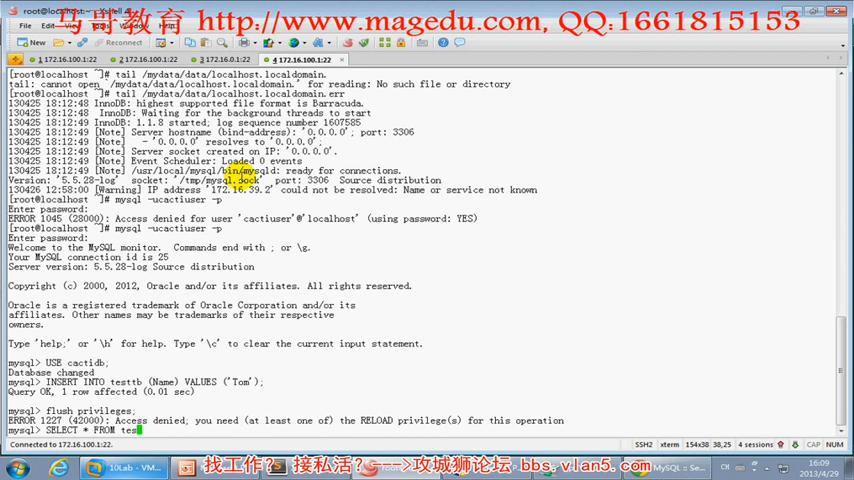 root@localhost:~ - Xshell
马哥教育 http://www.magedu.com, QQ:1661815153
New Reconnect
1 172.16.100.1:22 2 172.16.100.1:22 3 172.16.0.1:22 4 172.16.100.1:22
[root@localhost ~]# tail /mydata/data/localhost.localdomain.
tail: cannot open `/mydata/data/localhost.localdomain.' for reading: No such file or directory
[root@localhost ~]# tail /mydata/data/localhost.localdomain.err
130425 18:12:48 InnoDB: highest supported file format is Barracuda.
130425 18:12:48  InnoDB: Waiting for the background threads to start
130425 18:12:49 InnoDB: 1.1.8 started; log sequence number 1607585
130425 18:12:49 [Note] Server hostname (bind-address): '0.0.0.0'; port: 3306
130425 18:12:49 [Note]   - '0.0.0.0' resolves to '0.0.0.0';
130425 18:12:49 [Note] Server socket created on IP: '0.0.0.0'.
130425 18:12:49 [Note] Event Scheduler: Loaded 0 events
130425 18:12:49 [Note] /usr/local/mysql/bin/mysqld: ready for connections.
Version: '5.5.28-log'  socket: '/tmp/mysql.sock'  port: 3306  Source distribution
130426 12:58:00 [Warning] IP address '172.16.39.2' could not be resolved: Name or service not known
[root@localhost ~]# mysql -ucactiuser -p
Enter password:
ERROR 1045 (28000): Access denied for user 'cactiuser'@'localhost' (using password: YES)
[root@localhost ~]# mysql -ucactiuser -p
Enter password:
Welcome to the MySQL monitor.  Commands end with ; or \g.
Your MySQL connection id is 25
Server version: 5.5.28-log Source distribution
Copyright (c) 2000, 2012, Oracle and/or its affiliates. All rights reserved.
Oracle is a registered trademark of Oracle Corporation and/or its
affiliates. Other names may be trademarks of their respective
owners.
Type 'help;' or '\h' for help. Type '\c' to clear the current input statement.
mysql> USE cactidb;
Database changed
mysql> INSERT INTO testtb (Name) VALUES ('Tom');
Query OK, 1 row affected (0.01 sec)
mysql> flush privileges;
ERROR 1227 (42000): Access denied; you need (at least one of) the RELOAD privilege(s) for this operation
mysql> SELECT * FROM tes
Connected to 172.16.100.1:22. SSH2 xterm 154x38 38,25 4 sessions CAP NUM
10Lab - VM... root@localhos... MySQL :: Se... CN 16:09
2013/4/29
找工作? 接私活? --->攻城狮论坛 bbs.vlan5.com